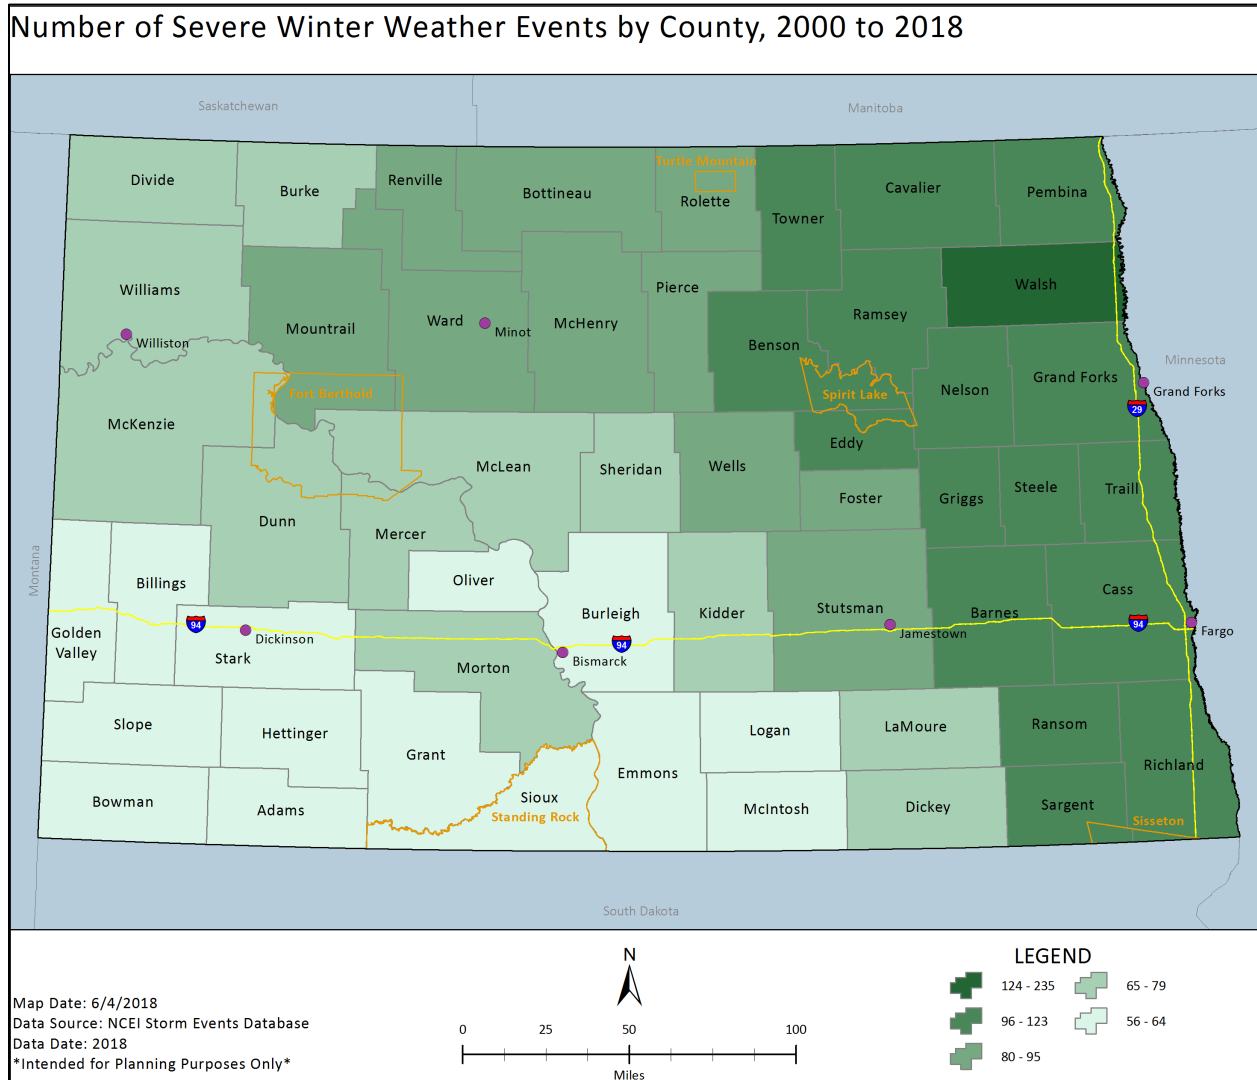 Number of Severe Winter Weather Events by County, 2000 to 2018
Saskatchewan
Manitoba
Turtle Mountain
Divide
Burke
Renville
Bottineau
Rolette
Towner
Cavalier
Pembina
Williams
Williston
Mountrail
Ward
Minot
McHenry
Pierce
Benson
Ramsey
Walsh
Minnesota
McKenzie
Fort Berthold
Spirit Lake
Nelson
Grand Forks
Grand Forks
29
McLean
Sheridan
Wells
Eddy
Foster
Griggs
Steele
Traill
Dunn
Mercer
Montana
Billings
Oliver
Burleigh
Kidder
Stutsman
Barnes
Cass
Golden
Valley
94
Dickinson
Stark
Morton
94
Bismarck
Jamestown
94
Fargo
Slope
Hettinger
Grant
Emmons
Logan
LaMoure
Ransom
Richland
Bowman
Adams
Sioux
Standing Rock
McIntosh
Dickey
Sargent
Sisseton
South Dakota
N
0 25 50 100
Miles
LEGEND
124 - 235
96 - 123
80 - 95
65 - 79
56 - 64
Map Date: 6/4/2018
Data Source: NCEI Storm Events Database
Data Date: 2018
*Intended for Planning Purposes Only*